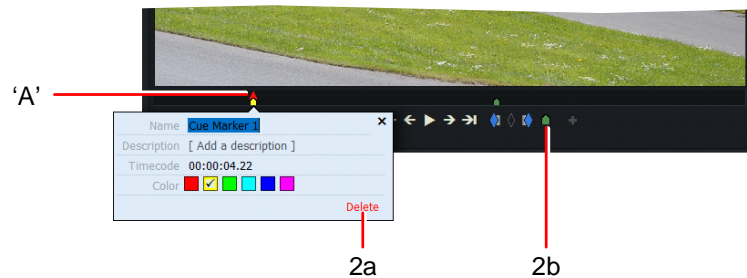 ‘A’
Name Cue Marker 1
Description [ Add a description ]
Timecode 00:00:04.22
Color
Delete
2a 2b